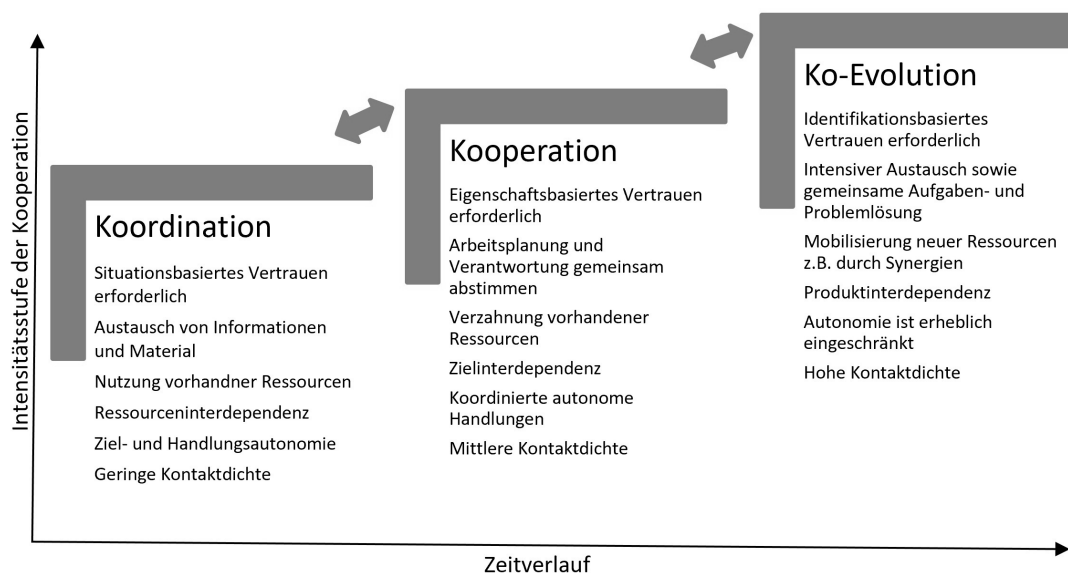 Intensitätsstufe der Kooperation
Koordination
Situationsbasiertes Vertrauen
erforderlich
Austausch von Informationen
und Material
Nutzung vorhandner Ressourcen
Ressourceninterdependenz
Ziel- und Handlungsautonomie
Geringe Kontaktdichte
Kooperation
Eigenschaftsbasiertes Vertrauen
erforderlich
Arbeitsplanung und
Verantwortung gemeinsam
abstimmen
Verzahnung vorhandener
Ressourcen
Zielinterdependenz
Koordinierte autonome
Handlungen
Mittlere Kontaktdichte
Ko-Evolution
Identifikationsbasiertes
Vertrauen erforderlich
Intensiver Austausch sowie
gemeinsame Aufgaben- und
Problemlösung
Mobilisierung neuer Ressourcen
z.B. durch Synergien
Produktinterdependenz
Autonomie ist erheblich
eingeschränkt
Hohe Kontaktdichte
Zeitverlauf